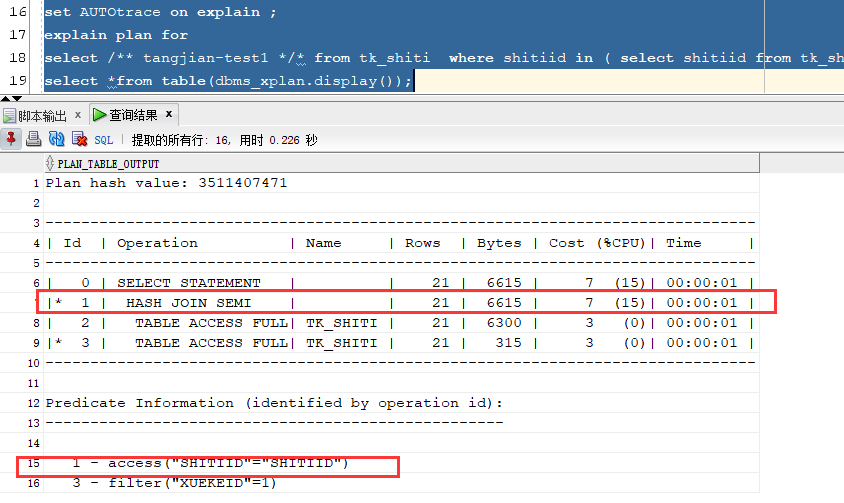 16 set AUTOtrace on explain ;
17 explain plan for
18 select /** tangjian-test1 */* from tk_shiti  where shitiid in ( select shitiid from tk_sh
19 select *from table(dbms_xplan.display());
脚本输出 x 查询结果 x
SQL | 提取的所有行: 16, 用时 0.226 秒
PLAN_TABLE_OUTPUT
1 Plan hash value: 3511407471
2
3 -------------------------------------------------------------------------------
4 | Id  | Operation          | Name     | Rows  | Bytes | Cost (%CPU)| Time     |
5 -------------------------------------------------------------------------------
6 |   0 | SELECT STATEMENT   |          |    21 |  6615 |     7  (15)| 00:00:01 |
|*  1 |  HASH JOIN SEMI    |          |    21 |  6615 |     7  (15)| 00:00:01 |
8 |   2 |   TABLE ACCESS FULL| TK_SHITI |    21 |  6300 |     3   (0)| 00:00:01 |
9 |*  3 |   TABLE ACCESS FULL| TK_SHITI |    21 |   315 |     3   (0)| 00:00:01 |
10 -------------------------------------------------------------------------------
11
12 Predicate Information (identified by operation id):
13 ---------------------------------------------------
14
15    1 - access("SHITIID"="SHITIID")
16    3 - filter("XUEKEID"=1)